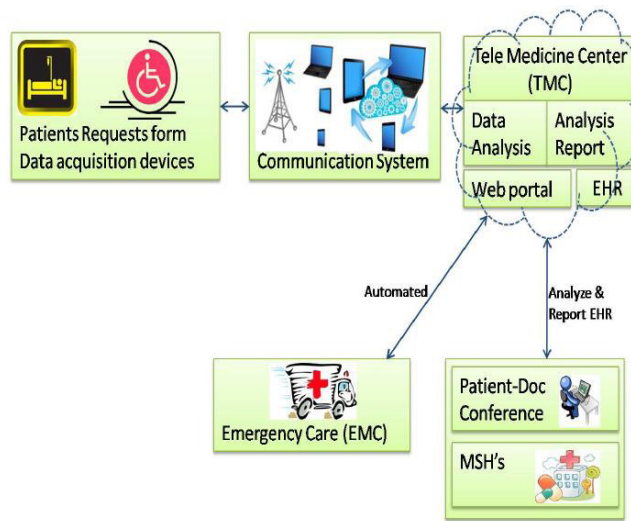 Patients Requests form
Data acquisition devices
Communication System
Tele Medicine Center
(TMC)
Data
Analysis
Analysis
Report
Web portal
EHR
Automated
Analyze &
Report EHR
Emergency Care (EMC)
Patient-Doc
Conference
MSH's